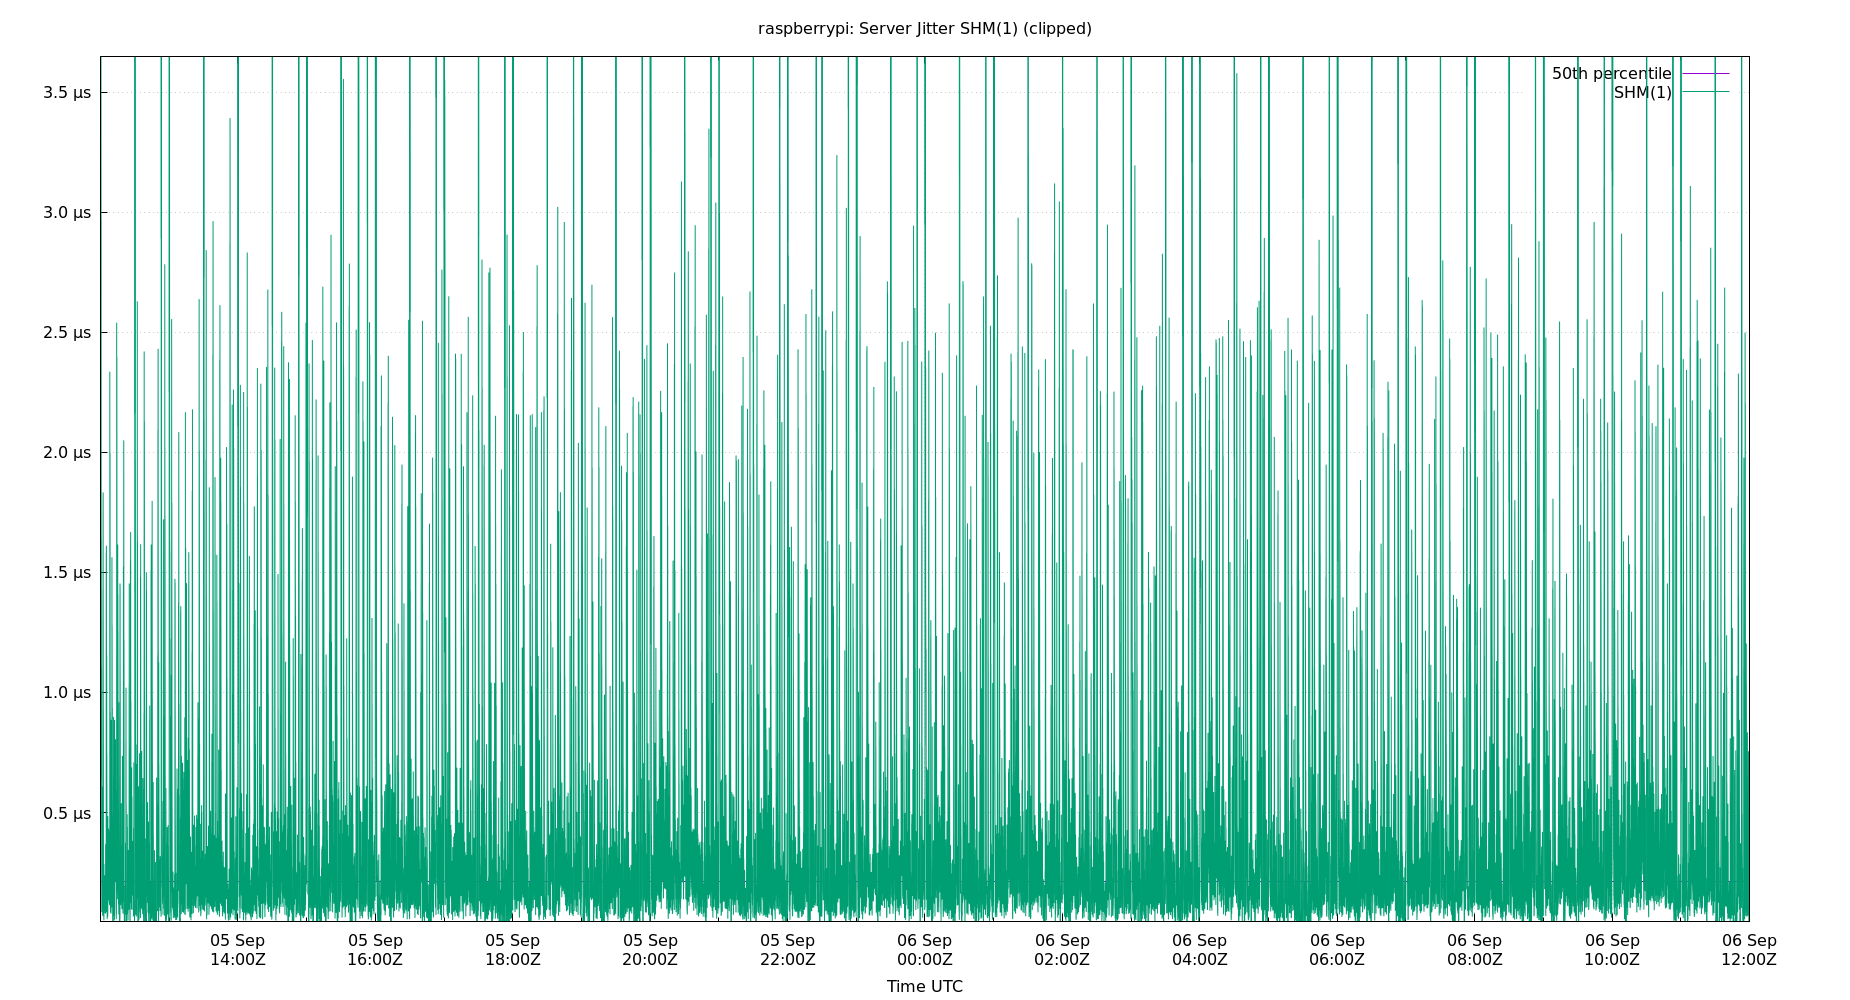 raspberrypi: Server Jitter SHM(1) (clipped)
50th percentile
SHM(1)
3.5 µs
3.0 µs
2.5 µs
2.0 µs
1.5 µs
1.0 µs
0.5 µs
05 Sep 05 Sep 05 Sep 05 Sep 05 Sep 06 Sep 06 Sep 06 Sep 06 Sep 06 Sep 06 Sep 06 Sep
14:00Z 16:00Z 18:00Z 20:00Z 22:00Z 00:00Z 02:00Z 04:00Z 06:00Z 08:00Z 10:00Z 12:00Z
Time UTC